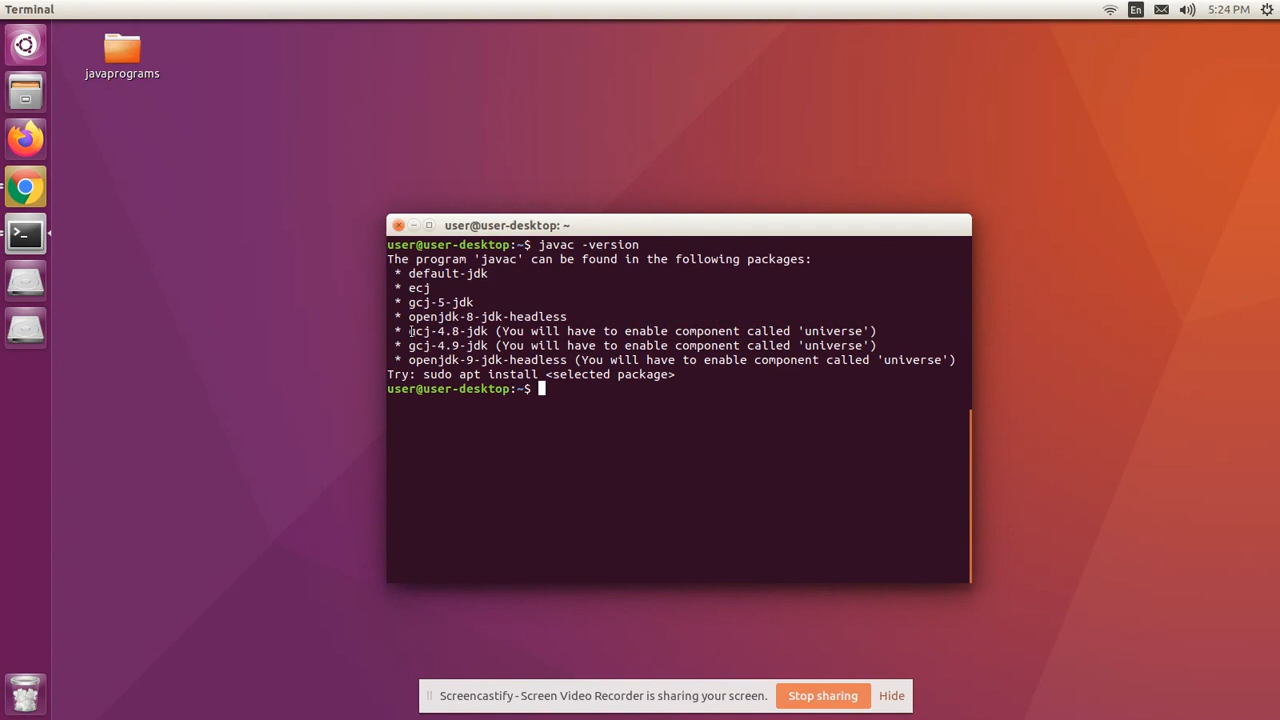 Terminal
En
5:24 PM
javaprograms
user@user-desktop: ~
user@user-desktop:~$ javac -version
The program 'javac' can be found in the following packages:
* default-jdk
* ecj
* gcj-5-jdk
* openjdk-8-jdk-headless
* gcj-4.8-jdk (You will have to enable component called 'universe')
* gcj-4.9-jdk (You will have to enable component called 'universe')
* openjdk-9-jdk-headless (You will have to enable component called 'universe')
Try: sudo apt install <selected package>
user@user-desktop:~$
Screencastify - Screen Video Recorder is sharing your screen.
Stop sharing
Hide